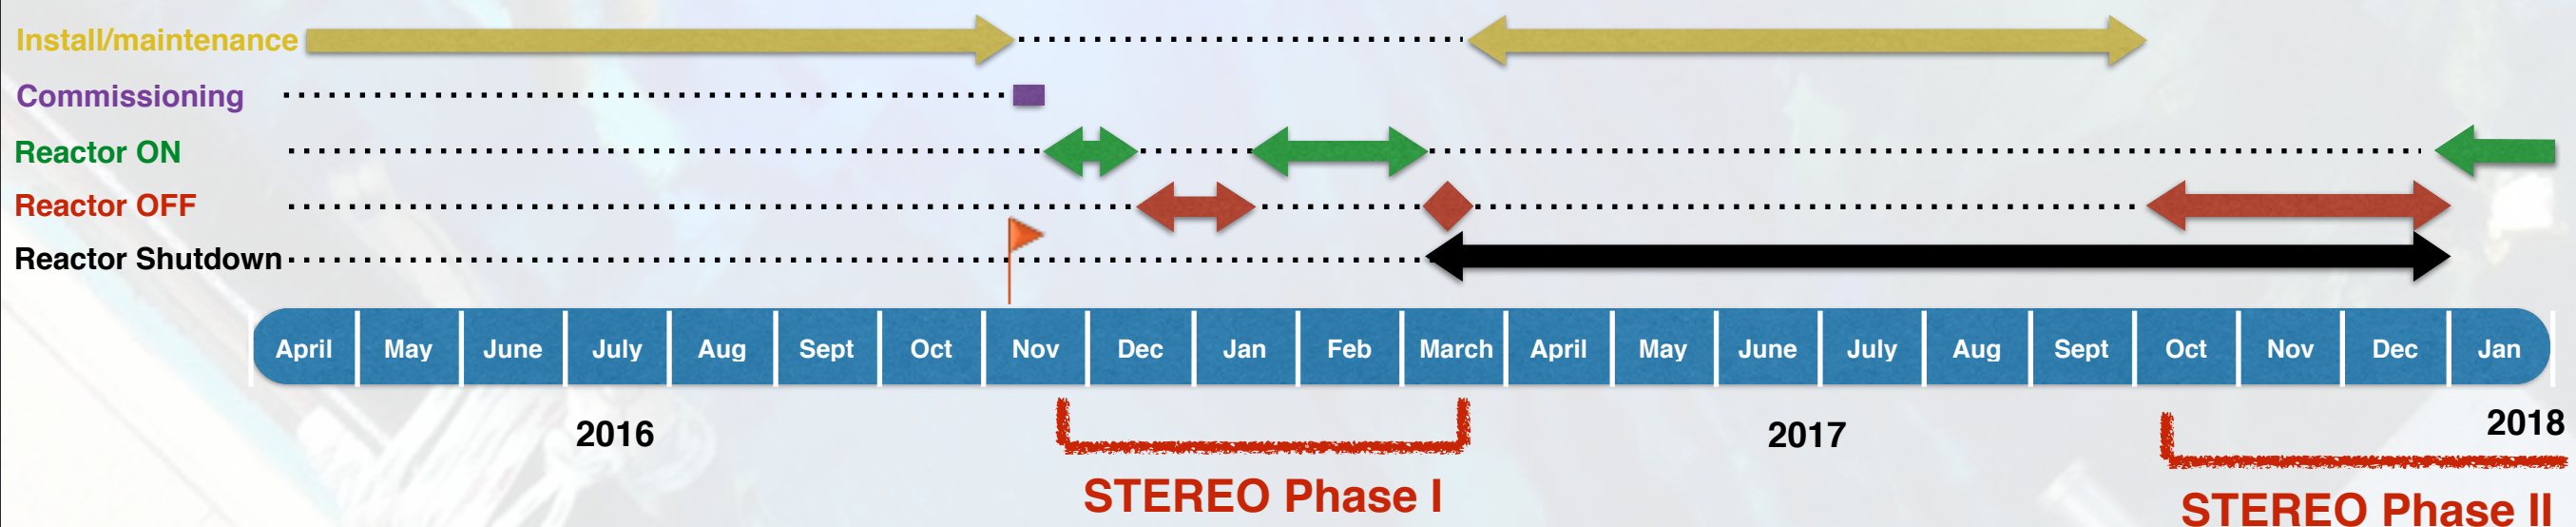 Install/maintenance
Commissioning
Reactor ON
Reactor OFF
Reactor Shutdown
April May June July Aug Sept Oct Nov Dec Jan Feb March April May June July Aug Sept Oct Nov Dec Jan
2016 2017 2018
STEREO Phase I
STEREO Phase II